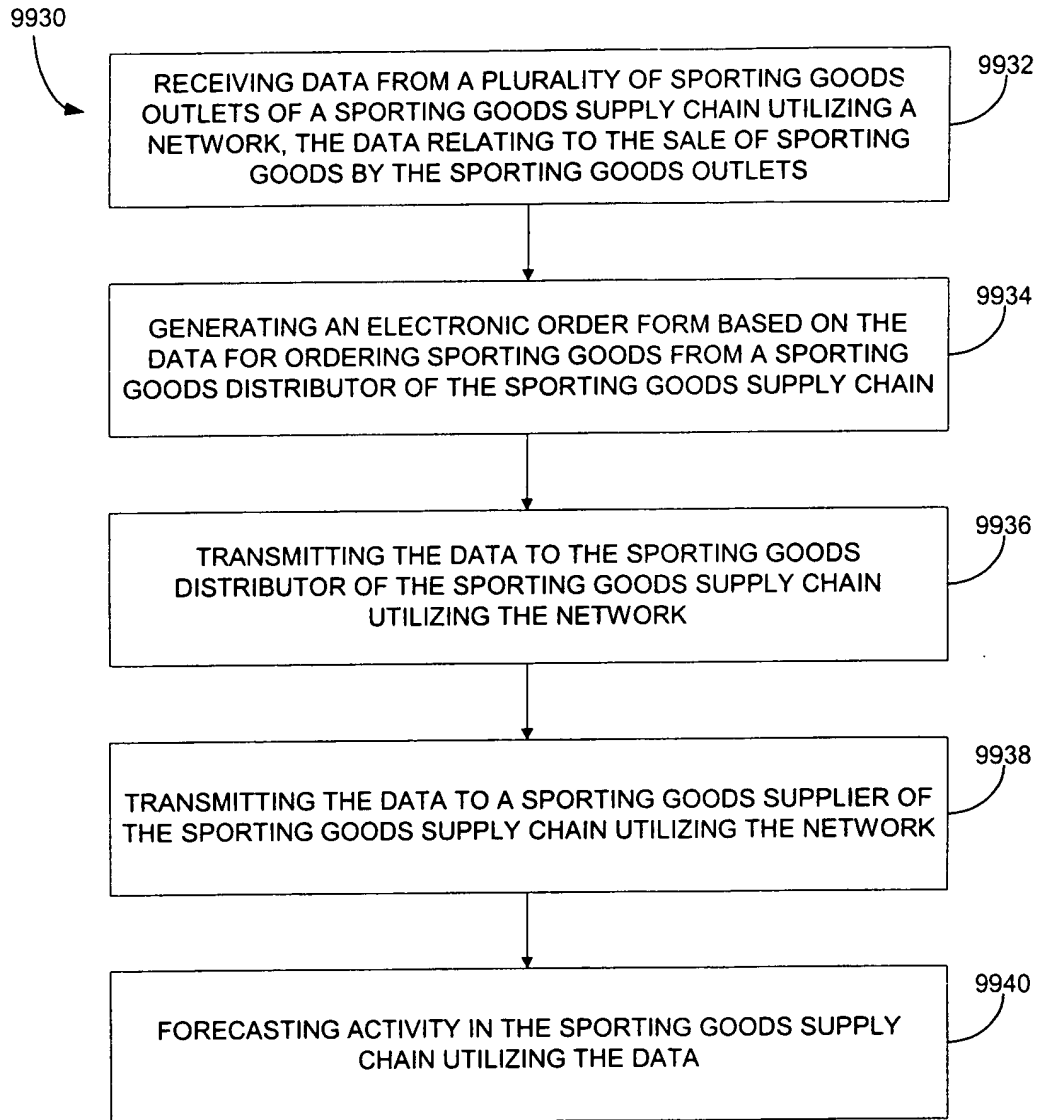 9930
RECEIVING DATA FROM A PLURALITY OF SPORTING GOODS
OUTLETS OF A SPORTING GOODS SUPPLY CHAIN UTILIZING A
NETWORK, THE DATA RELATING TO THE SALE OF SPORTING
GOODS BY THE SPORTING GOODS OUTLETS
9932
GENERATING AN ELECTRONIC ORDER FORM BASED ON THE
DATA FOR ORDERING SPORTING GOODS FROM A SPORTING
GOODS DISTRIBUTOR OF THE SPORTING GOODS SUPPLY CHAIN
9934
TRANSMITTING THE DATA TO THE SPORTING GOODS
DISTRIBUTOR OF THE SPORTING GOODS SUPPLY CHAIN
UTILIZING THE NETWORK
9936
TRANSMITTING THE DATA TO A SPORTING GOODS SUPPLIER OF
THE SPORTING GOODS SUPPLY CHAIN UTILIZING THE NETWORK
9938
FORECASTING ACTIVITY IN THE SPORTING GOODS SUPPLY
CHAIN UTILIZING THE DATA
9940